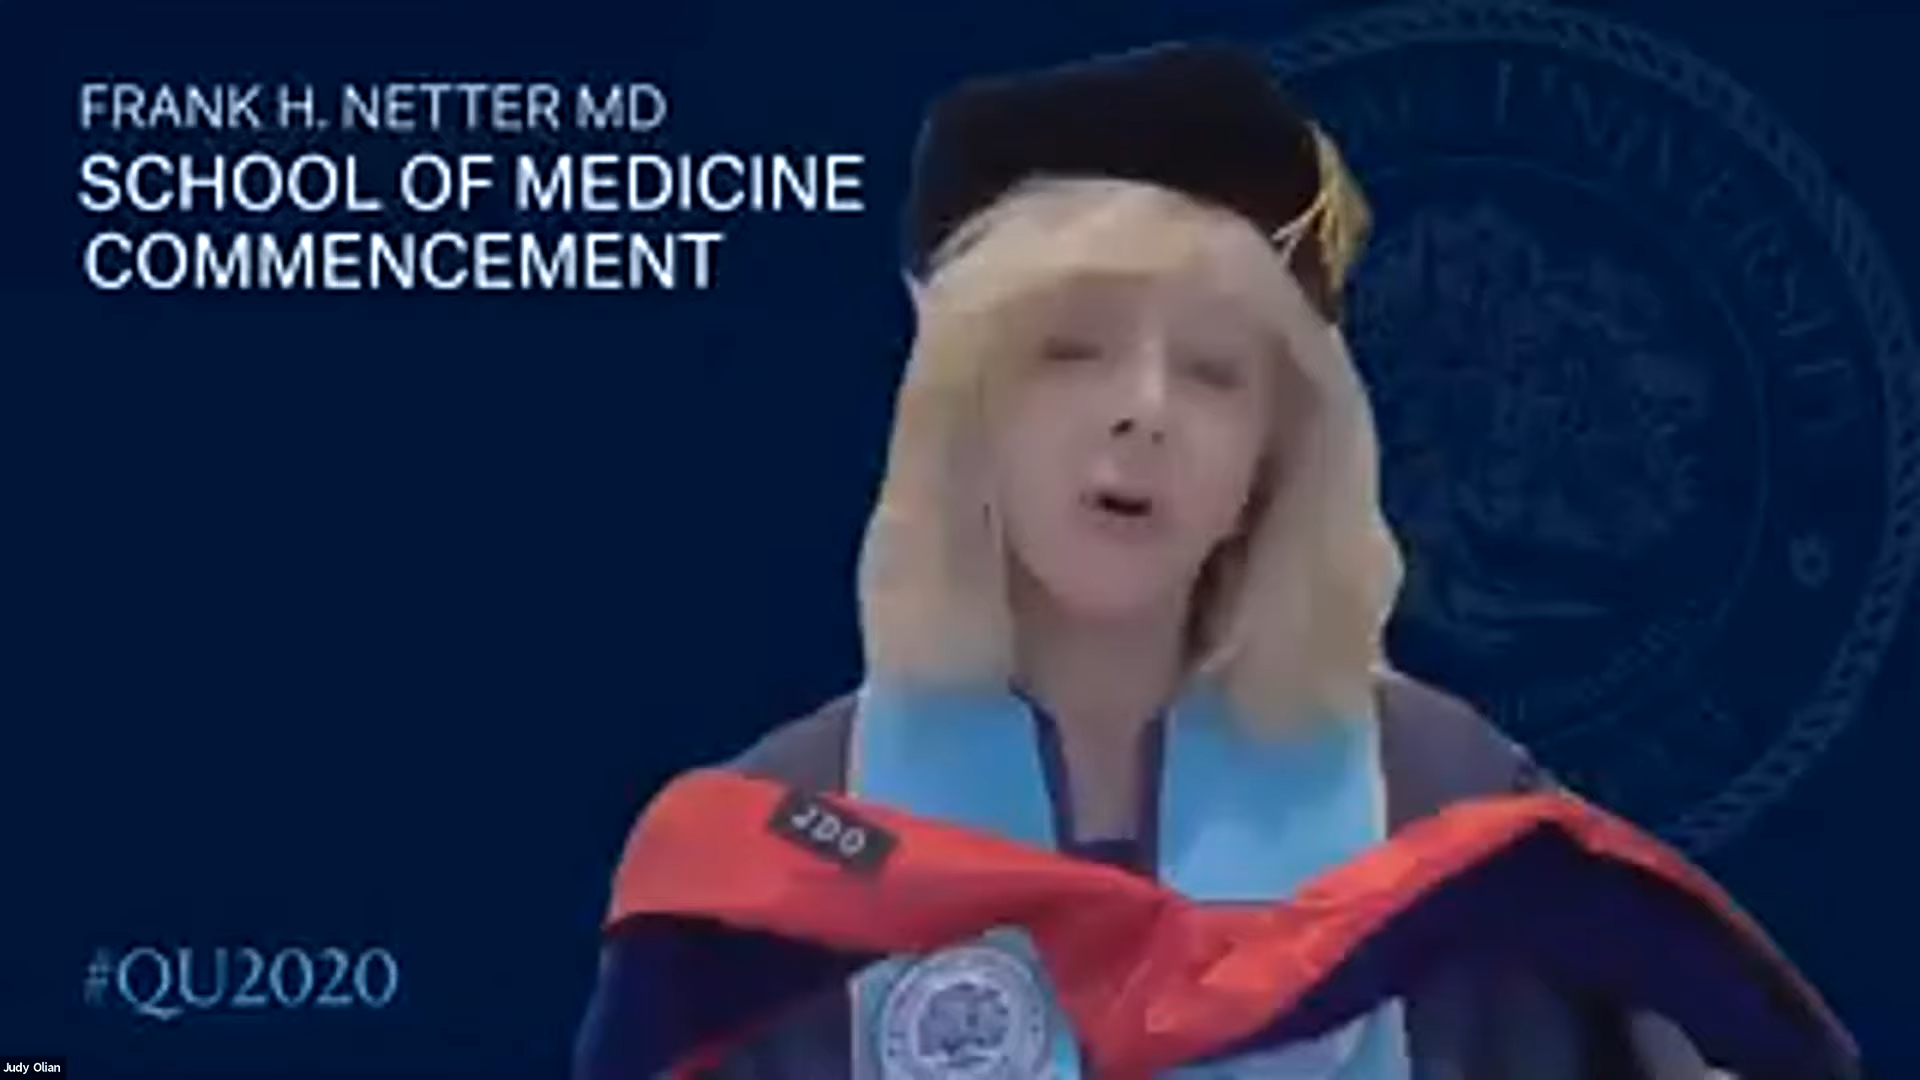 FRANK H. NETTER MD
SCHOOL OF MEDICINE
COMMENCEMENT
JDO
#QU2020
Judy Olian